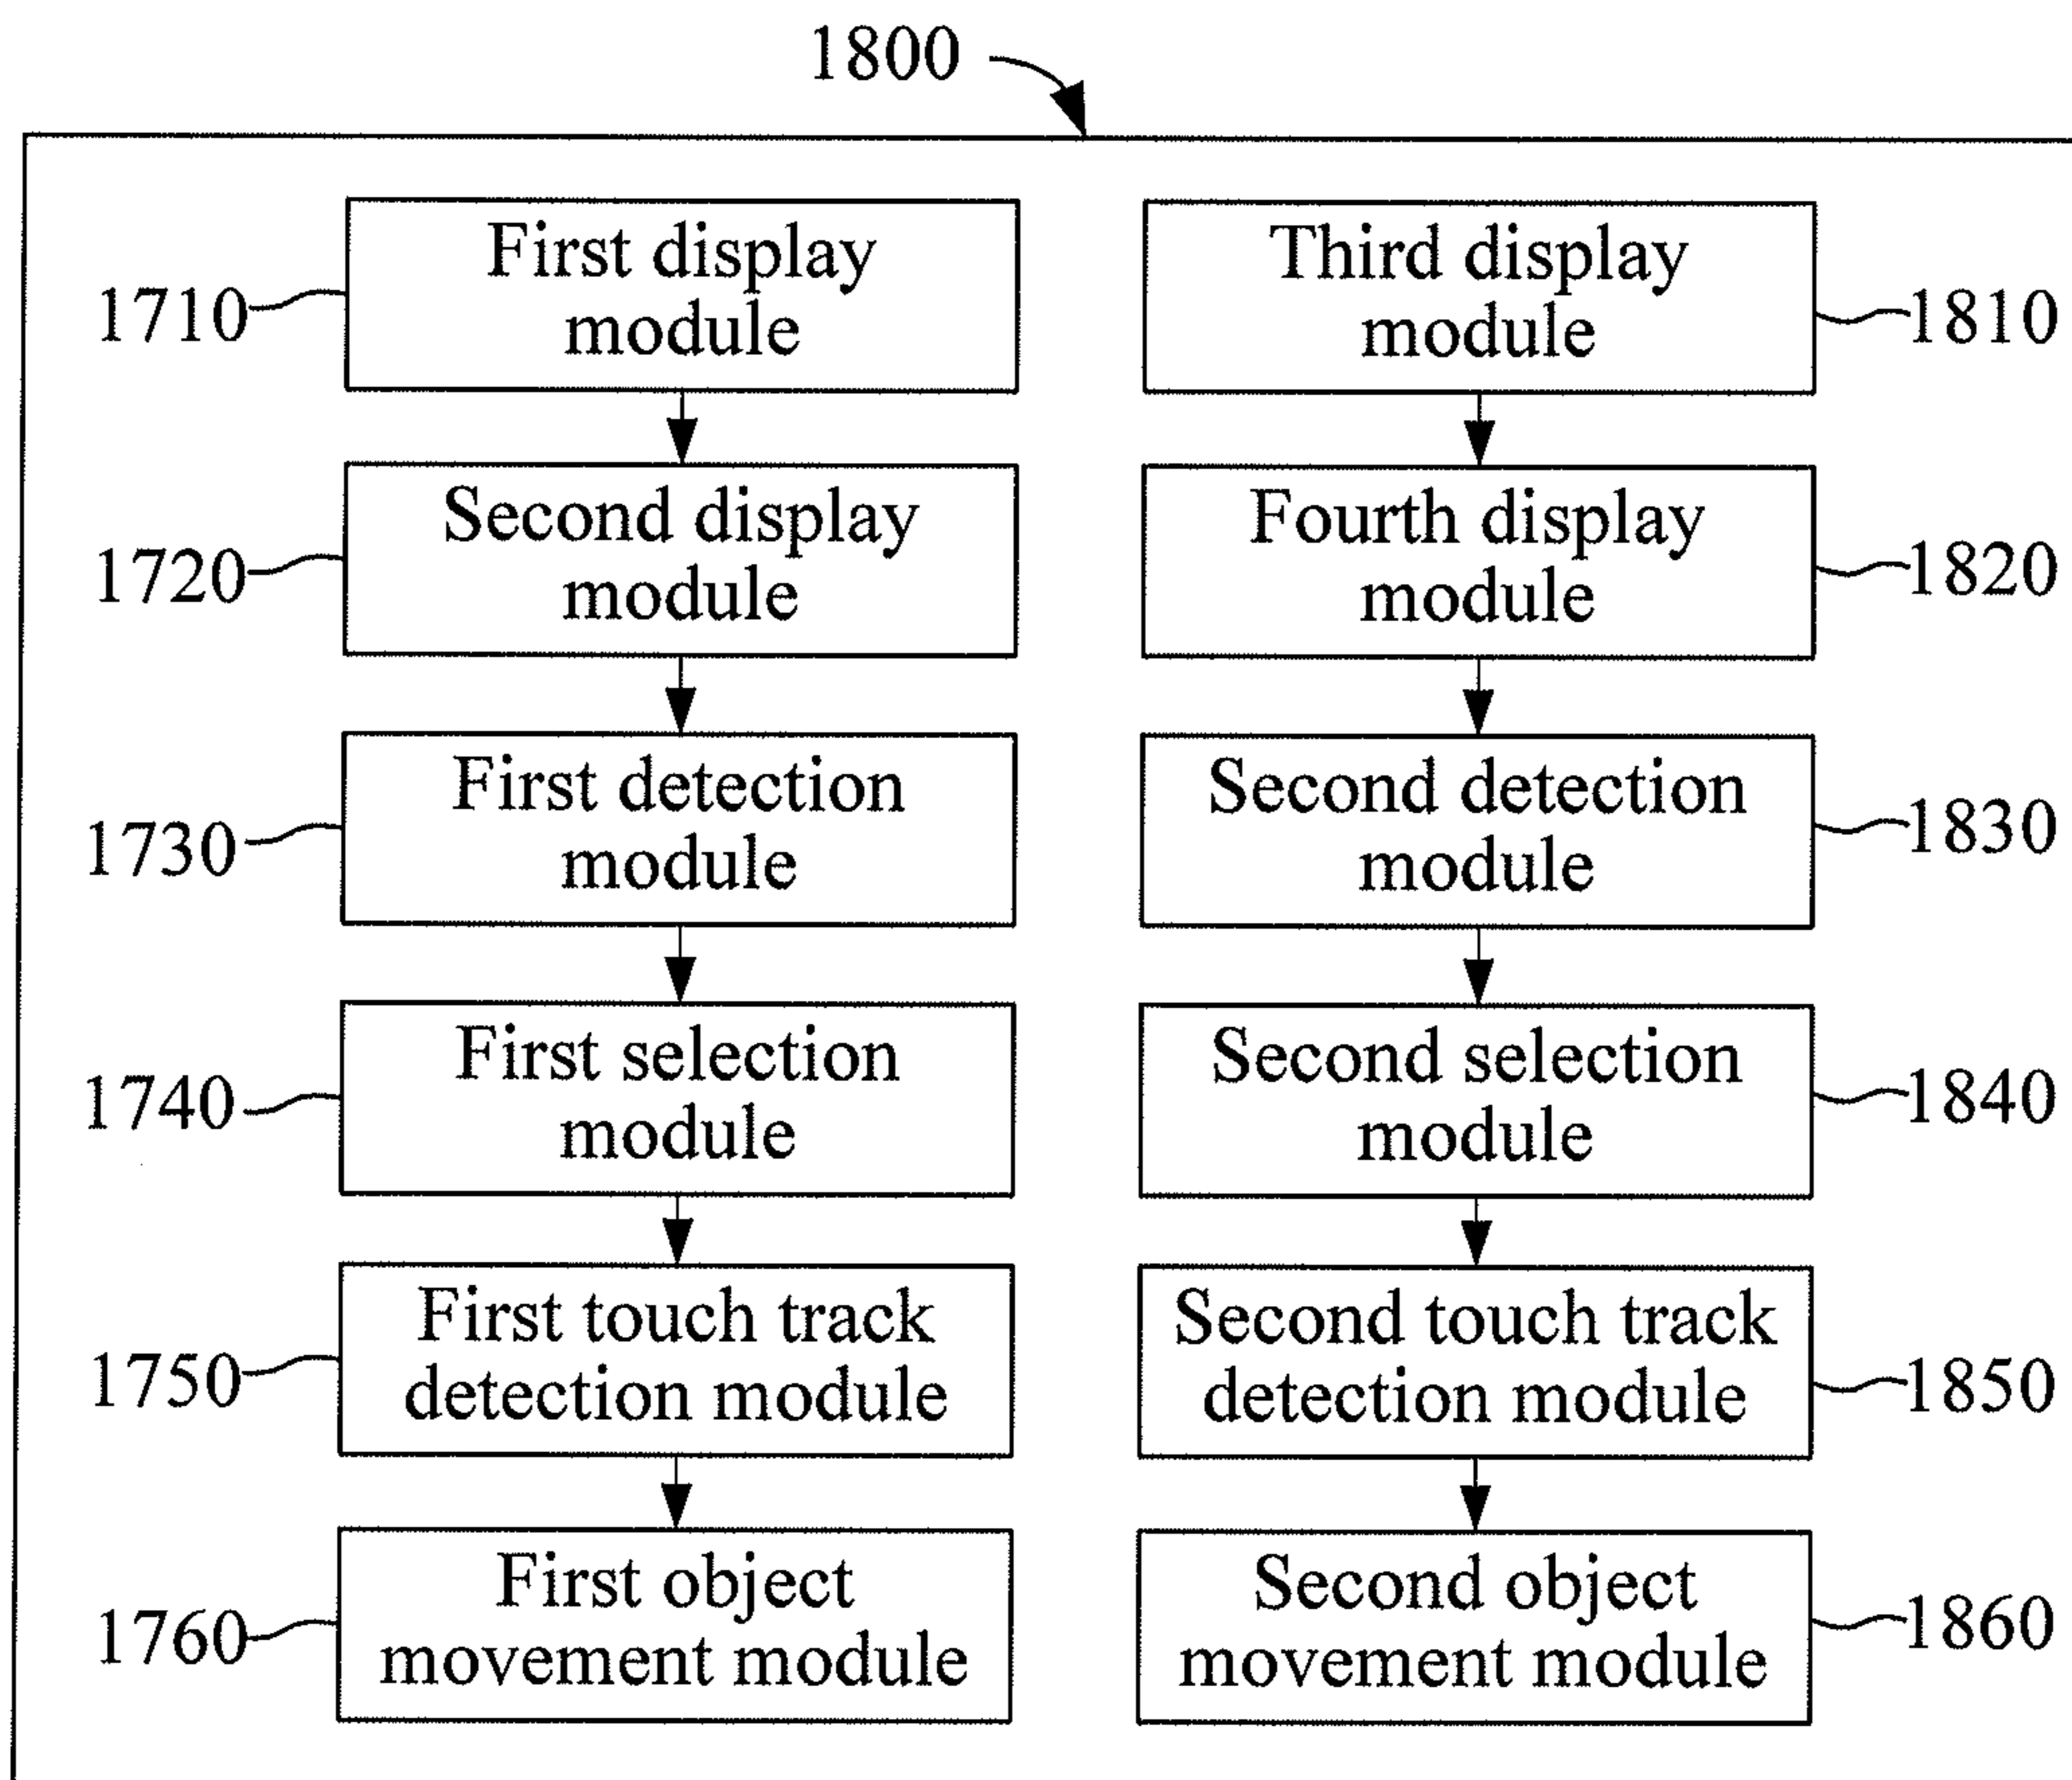 1800
First display
module
1710
Second display
module
1720
First detection
module
1730
First selection
module
1740
First touch track
detection module
1750
First object
movement module
1760
Third display
module
1810
Fourth display
module
1820
Second detection
module
1830
Second selection
module
1840
Second touch track
detection module
1850
Second object
movement module
1860